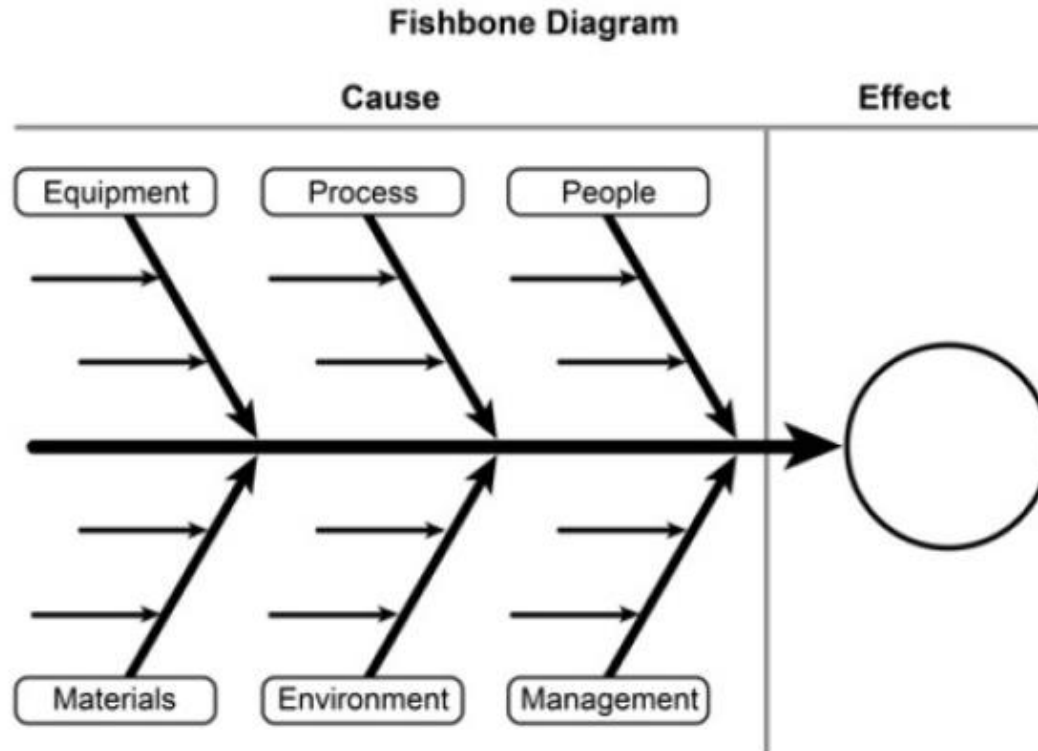 Fishbone Diagram
Cause
Effect
Equipment
Process
People
Materials
Environment
Management